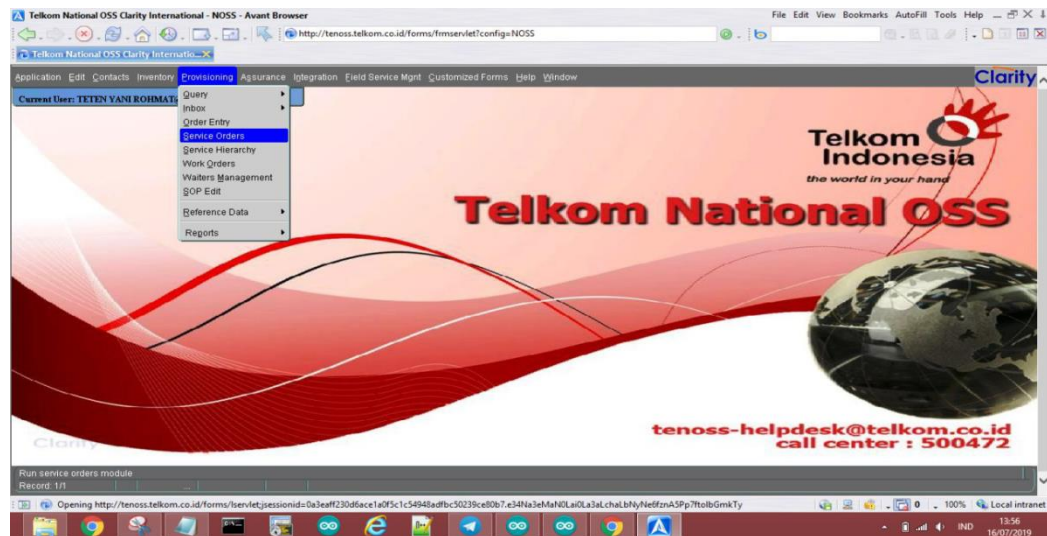 Telkom National OSS Clarity International - NOSS - Avant Browser
File Edit View Bookmarks AutoFill Tools Help
http://tenoss.telkom.co.id/forms/frmservlet?config=NOSS
Telkom National OSS Clarity Internatio...
Application Edit Contacts Inventory Provisioning Assurance Integration Field Service Mgnt Customized Forms Help Window
Clarity
Current User: TETEN YANI ROHMAT
Query
Inbox
Order Entry
Service Orders
Service Hierarchy
Work Orders
Waiters Management
SOP Edit
Reference Data
Reports
Telkom
Indonesia
the world in your hand
Telkom National OSS
Clarity
tenoss-helpdesk@telkom.co.id
call center : 500472
Run service orders module
Record: 1/1
...
Opening http://tenoss.telkom.co.id/forms/lservlet;jsessionid=
0
100%
Local intranet
IND
13:56
16/07/2019